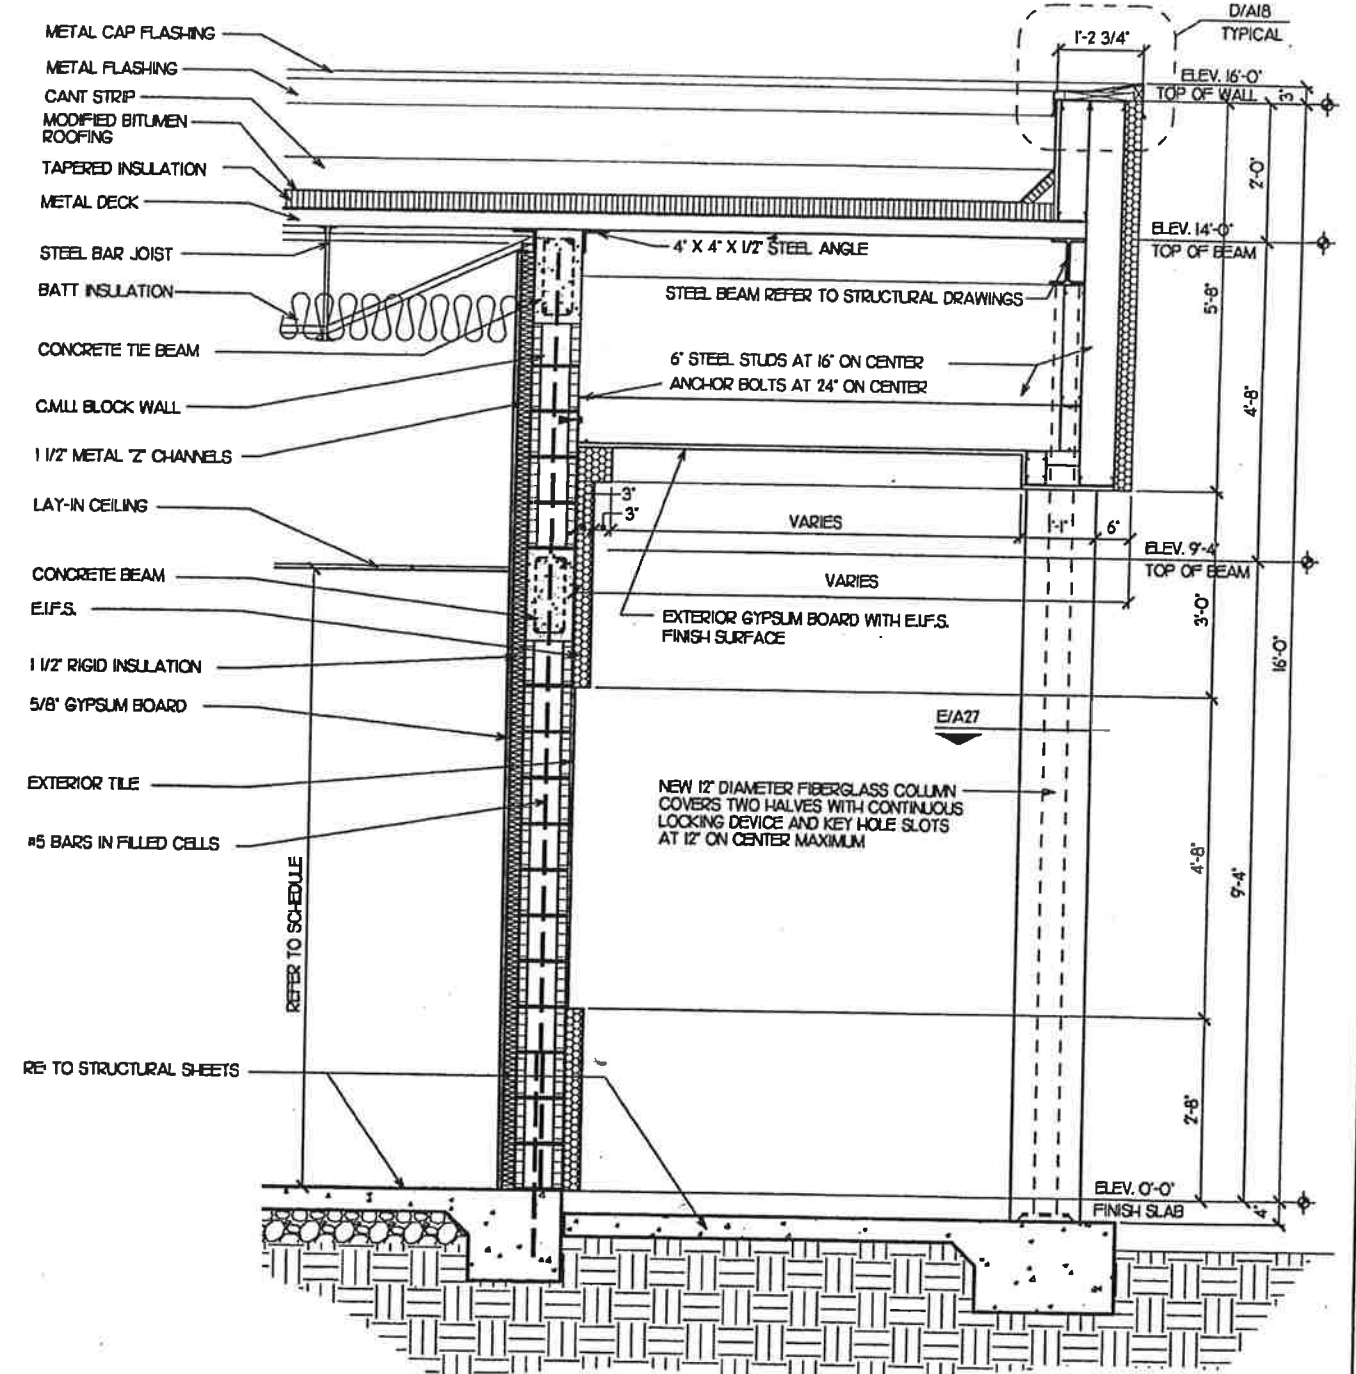 METAL CAP FLASHING
METAL FLASHING
CANT STRIP
MODIFIED BITUMEN
ROOFING
TAPERED INSULATION
METAL DECK
STEEL BAR JOIST
BATT INSULATION
CONCRETE TIE BEAM
C.M.U. BLOCK WALL
1 1/2" METAL "Z" CHANNELS
LAY-IN CEILING
CONCRETE BEAM
E.I.F.S.
1 1/2" RIGID INSULATION
5/8" GYPSUM BOARD
EXTERIOR TILE
#5 BARS IN FILLED CELLS
REFER TO SCHEDULE
RE: TO STRUCTURAL SHEETS
4" X 4" X 1/2" STEEL ANGLE
STEEL BEAM REFER TO STRUCTURAL DRAWINGS
6" STEEL STUDS AT 16" ON CENTER
ANCHOR BOLTS AT 24" ON CENTER
3"
3"
VARIES
1'-1"
6"
VARIES
EXTERIOR GYPSUM BOARD WITH E.I.F.S.
FINISH SURFACE
E/A27
NEW 12" DIAMETER FIBERGLASS COLUMN
COVERS TWO HALVES WITH CONTINUOUS
LOCKING DEVICE AND KEY HOLE SLOTS
AT 12" ON CENTER MAXIMUM
D/A18
TYPICAL
1'-2 3/4"
ELEV. 16'-0"
TOP OF WALL
3"
2'-0"
ELEV. 14'-0"
TOP OF BEAM
5'-8"
4'-8"
ELEV. 9'-4"
TOP OF BEAM
3'-0"
16'-0"
4'-8"
9'-4"
2'-8"
ELEV. 0'-0"
FINISH SLAB
4"